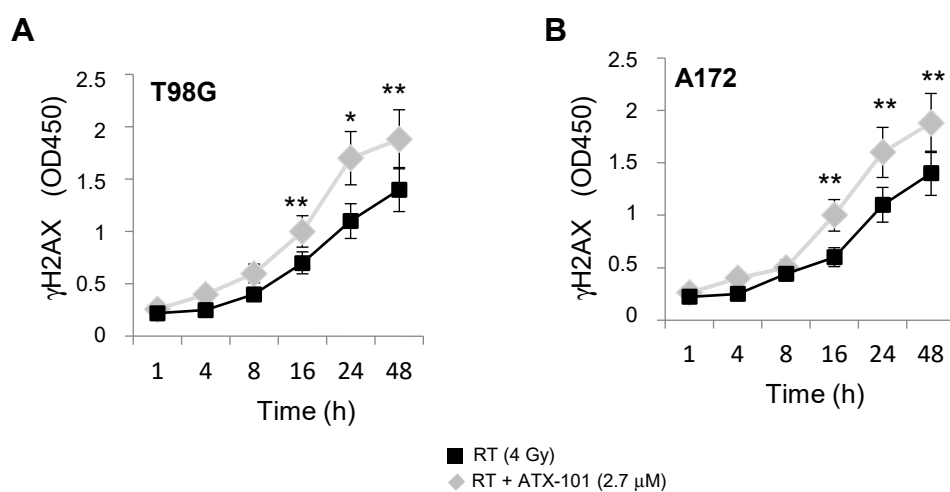 A
T98G
γH2AX (OD450)
2.5
2
1.5
1
0.5
0
**
*
**
1 4 8 16 24 48
Time (h)
B
A172
γH2AX (OD450)
2.5
2
1.5
1
0.5
0
**
**
**
1 4 8 16 24 48
Time (h)
RT (4 Gy)
RT + ATX-101 (2.7 μM)